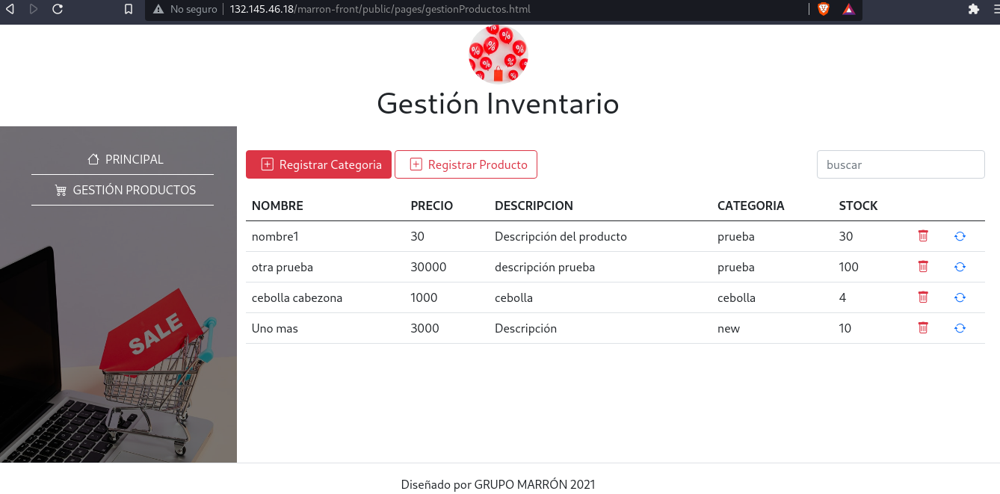 No seguro 132.145.46.18/marron-front/public/pages/gestionProductos.html
% % % % % % % % %
Gestión Inventario
PRINCIPAL
GESTIÓN PRODUCTOS
SALE
Registrar Categoria Registrar Producto buscar
NOMBRE PRECIO DESCRIPCION CATEGORIA STOCK
nombre1 30 Descripción del producto prueba 30
otra prueba 30000 descripción prueba prueba 100
cebolla cabezona 1000 cebolla cebolla 4
Uno mas 3000 Descripción new 10
Diseñado por GRUPO MARRÓN 2021